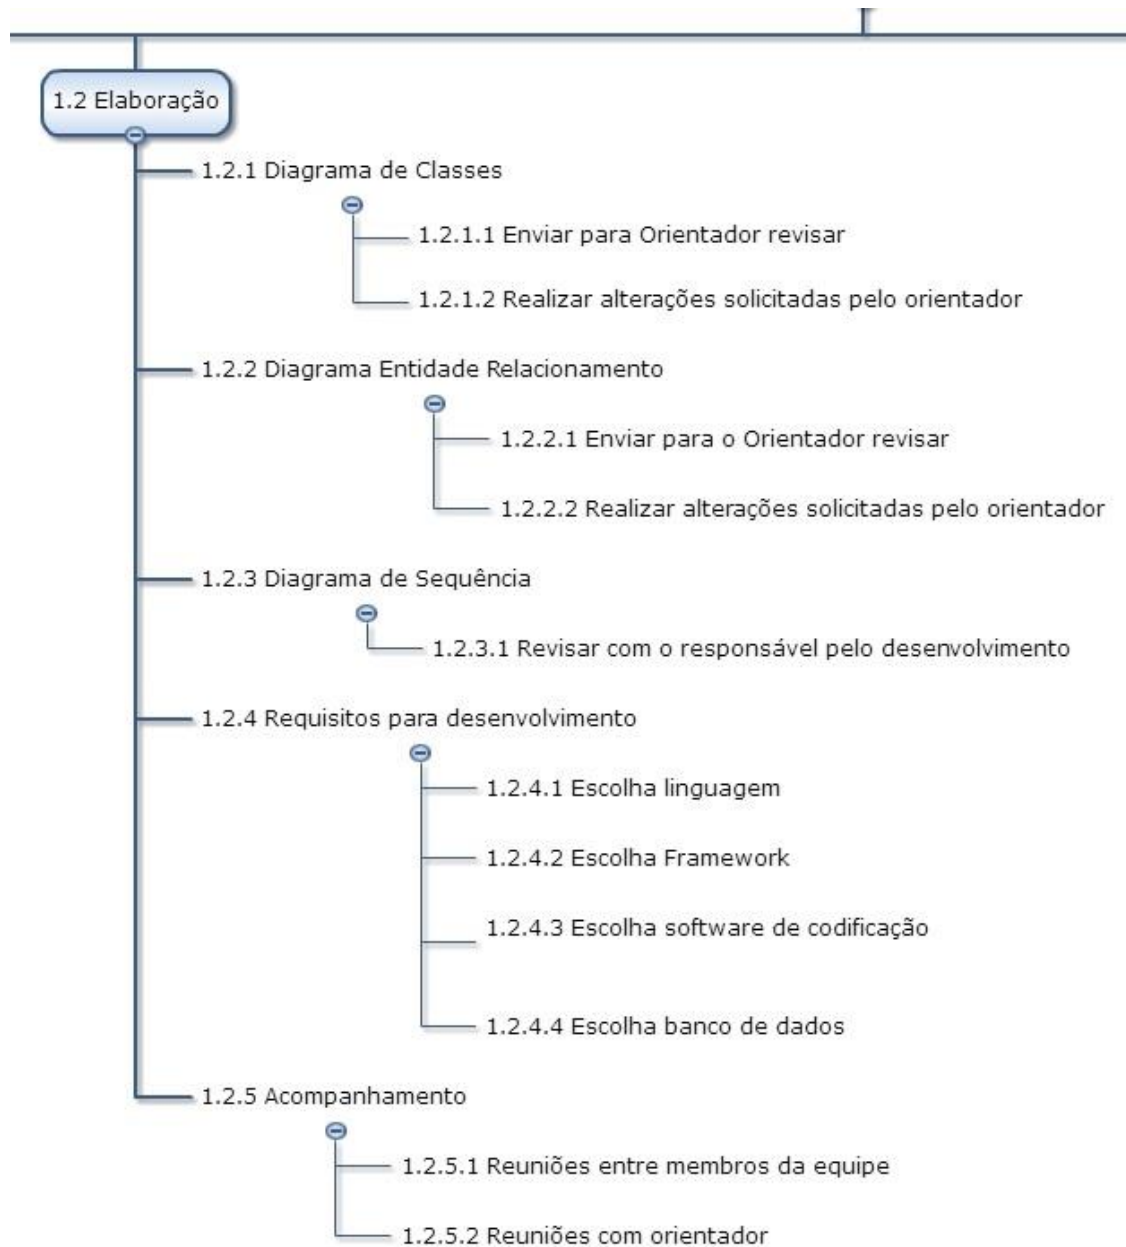 1.2 Elaboração
1.2.1 Diagrama de Classes
1.2.1.1 Enviar para Orientador revisar
1.2.1.2 Realizar alterações solicitadas pelo orientador
1.2.2 Diagrama Entidade Relacionamento
1.2.2.1 Enviar para o Orientador revisar
1.2.2.2 Realizar alterações solicitadas pelo orientador
1.2.3 Diagrama de Sequência
1.2.3.1 Revisar com o responsável pelo desenvolvimento
1.2.4 Requisitos para desenvolvimento
1.2.4.1 Escolha linguagem
1.2.4.2 Escolha Framework
1.2.4.3 Escolha software de codificação
1.2.4.4 Escolha banco de dados
1.2.5 Acompanhamento
1.2.5.1 Reuniões entre membros da equipe
1.2.5.2 Reuniões com orientador